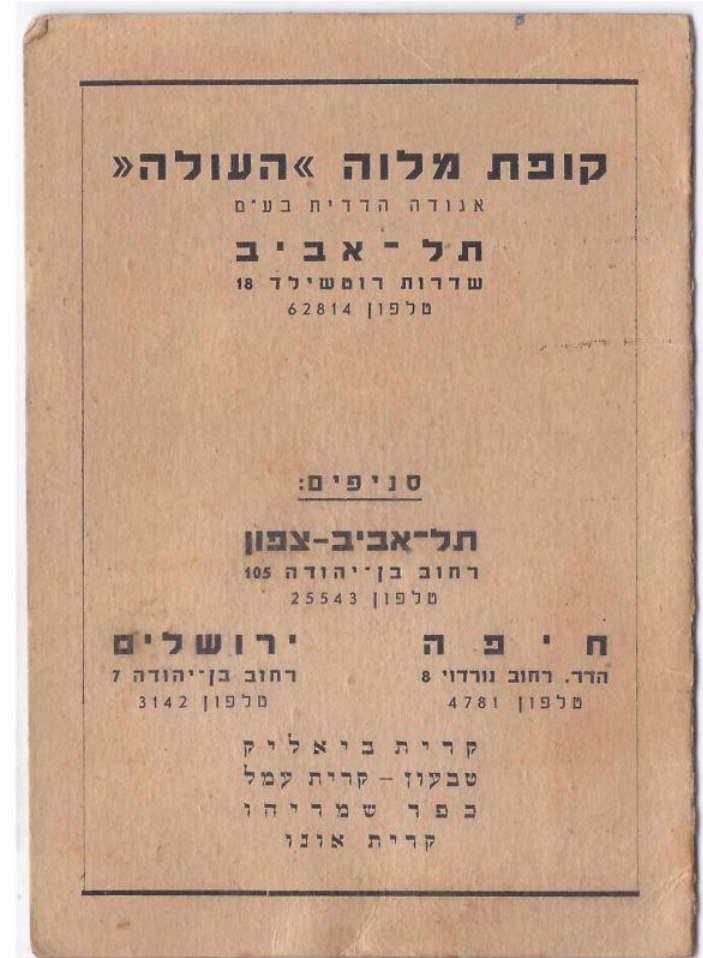 קופת מלוה »העולה«
אגודה הדדית בע"מ
תל־אביב
שדרות רוטשילד 18
טלפון 62814
סניפים:
תל־אביב-צפון
רחוב בן־יהודה 105
טלפון 25543
חיפה
הדר. רחוב נורדוי 8
טלפון 4781
ירושלים
רחוב בן־יהודה 7
טלפון 3142
קרית ביאליק
טבעון – קרית עמל
כפר שמריהו
קרית אונו